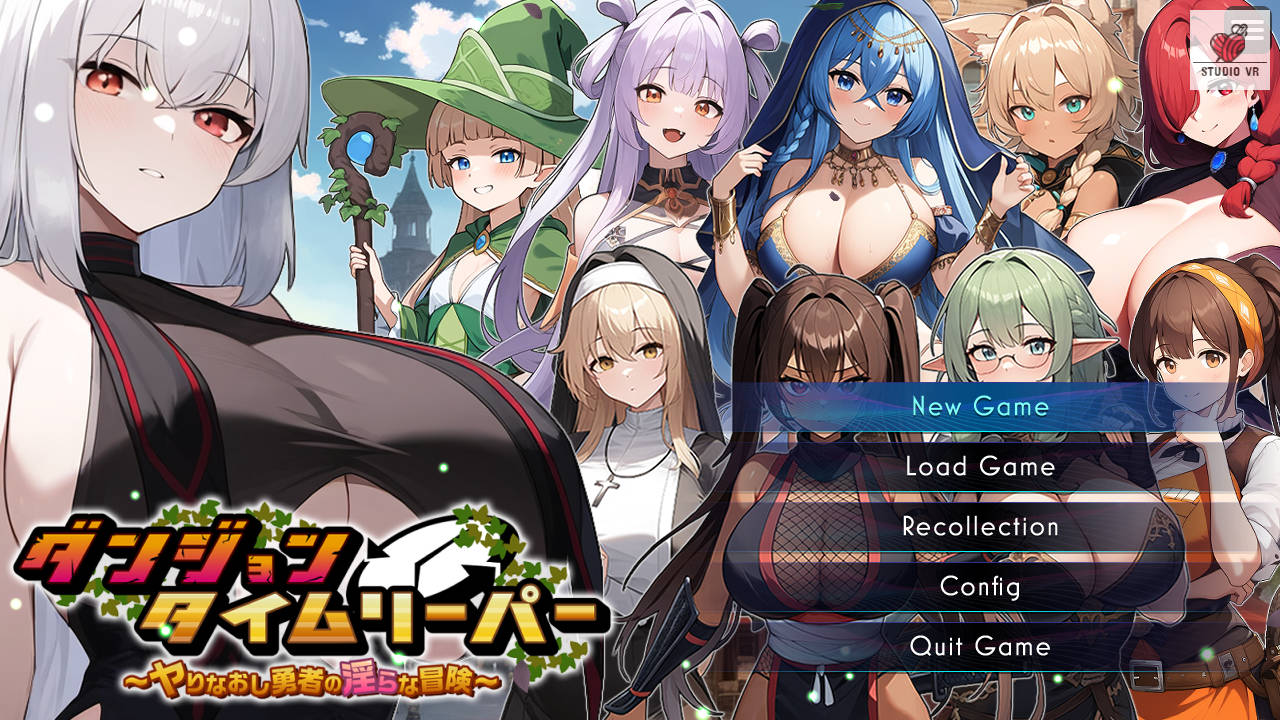 STUDIO VR
New Game
Load Game
Recollection
Config
Quit Game
ダンジョン
タイムリーパー
～ヤりなおし勇者の淫らな冒険～